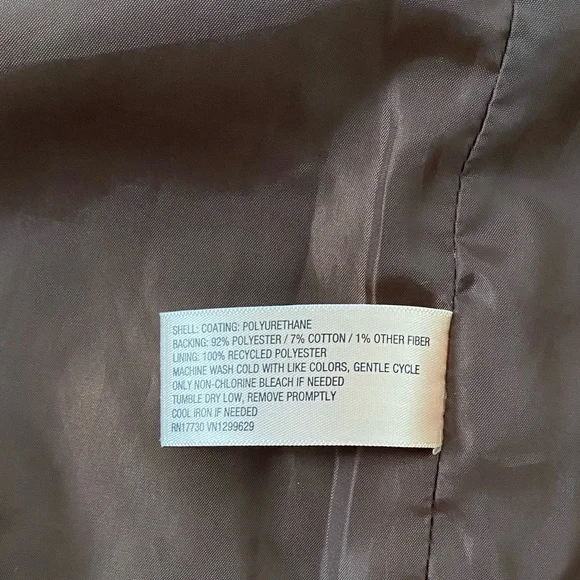 SHELL: COATING: POLYURETHANE
BACKING: 92% POLYESTER / 7% COTTON / 1% OTHER FIBER
LINING: 100% RECYCLED POLYESTER
MACHINE WASH COLD WITH LIKE COLORS, GENTLE CYCLE
ONLY NON-CHLORINE BLEACH IF NEEDED
TUMBLE DRY LOW, REMOVE PROMPTLY
COOL IRON IF NEEDED
RN17730 VN1299629